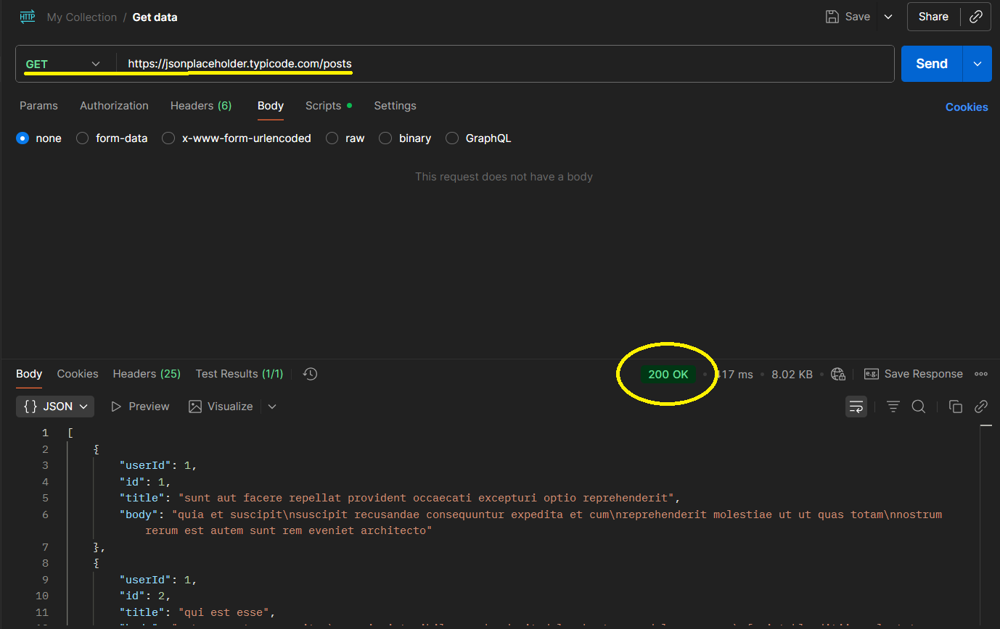 HTTP My Collection / Get data Save Share
GET https://jsonplaceholder.typicode.com/posts Send
Params Authorization Headers (6) Body Scripts Settings Cookies
none form-data x-www-form-urlencoded raw binary GraphQL
This request does not have a body
Body Cookies Headers (25) Test Results (1/1) 200 OK 17 ms 8.02 KB e.g. Save Response
{} JSON Preview Visualize
1 [
2 {
3 "userId": 1,
4 "id": 1,
5 "title": "sunt aut facere repellat provident occaecati excepturi optio reprehenderit",
6 "body": "quia et suscipit\nsuscipit recusandae consequuntur expedita et cum\nreprehenderit molestiae ut ut quas totam\nnostrum
rerum est autem sunt rem eveniet architecto"
7 },
8 {
9 "userId": 1,
10 "id": 2,
11 "title": "qui est esse",